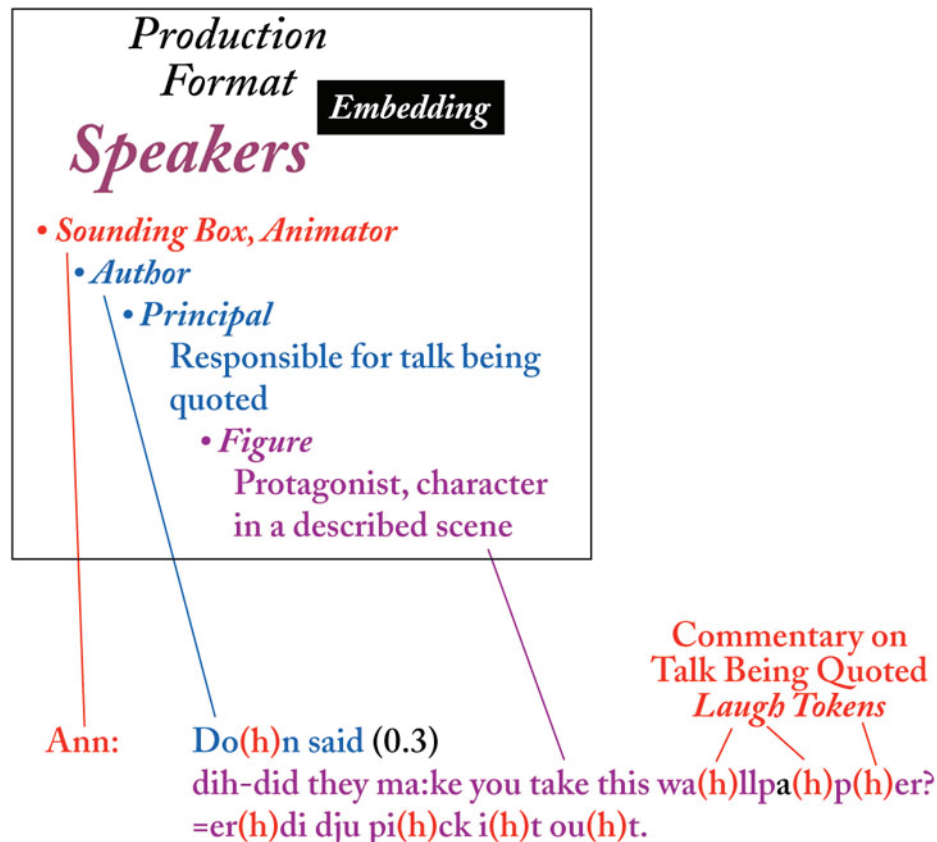 Production
Format
Embedding
Speakers
• Sounding Box, Animator
• Author
• Principal
Responsible for talk being
quoted
• Figure
Protagonist, character
in a described scene
Commentary on
Talk Being Quoted
Laugh Tokens
Ann: Do(h)n said (0.3)
dih-did they ma:ke you take this wa(h)llpa(h)p(h)er?
=er(h)di dju pi(h)ck i(h)t ou(h)t.